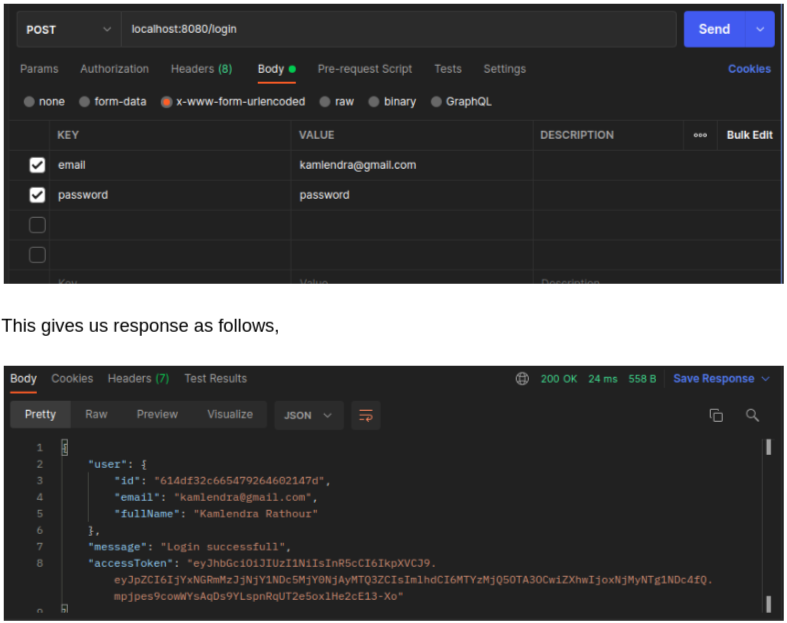 POST localhost:8080/login Send
Params Authorization Headers (8) Body Pre-request Script Tests Settings Cookies
none form-data x-www-form-urlencoded raw binary GraphQL
KEY VALUE DESCRIPTION ooo Bulk Edit
email kamlendra@gmail.com
password password
Key Value Description
This gives us response as follows,
Body Cookies Headers (7) Test Results 200 OK 24 ms 558 B Save Response
Pretty Raw Preview Visualize JSON
1 {
2 "user": {
3 "id": "614df32c665479264602147d",
4 "email": "kamlendra@gmail.com",
5 "fullName": "Kamlendra Rathour"
6 },
7 "message": "Login successfull",
8 "accessToken": "eyJhbGciOiJIUzI1NiIsInR5cCI6IkpXVCJ9.
eyJpZCI6IjYxNGRmMzJjNjY1NDc5MjY0NjAyMTQ3ZCIsImlhdCI6MTYzMjQ5OTA3OCwiZXhwIjoxNjMyNTg1NDc4fQ.
mpjpes9cowWYsAqDs9YLspnRqUT2e5oxlHe2cE13-Xo"
9 }